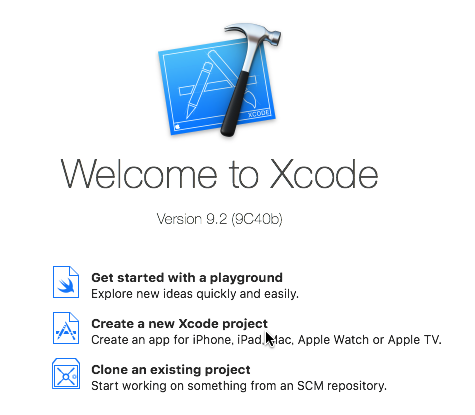 XCODE
Welcome to Xcode
Version 9.2 (9C40b)
Get started with a playground
Explore new ideas quickly and easily.
Create a new Xcode project
Create an app for iPhone, iPad, Mac, Apple Watch or Apple TV.
Clone an existing project
Start working on something from an SCM repository.